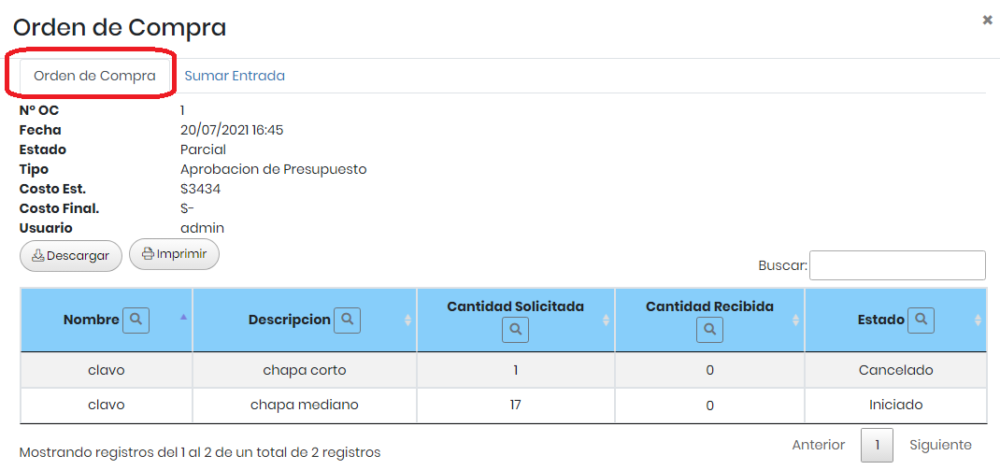 Orden de Compra
Orden de Compra Sumar Entrada
N° OC 1
Fecha 20/07/2021 16:45
Estado Parcial
Tipo Aprobacion de Presupuesto
Costo Est. $3434
Costo Final. $-
Usuario admin
Descargar Imprimir
Buscar:
Nombre Descripcion Cantidad Solicitada Cantidad Recibida Estado
clavo chapa corto 1 0 Cancelado
clavo chapa mediano 17 0 Iniciado
Mostrando registros del 1 al 2 de un total de 2 registros
Anterior 1 Siguiente